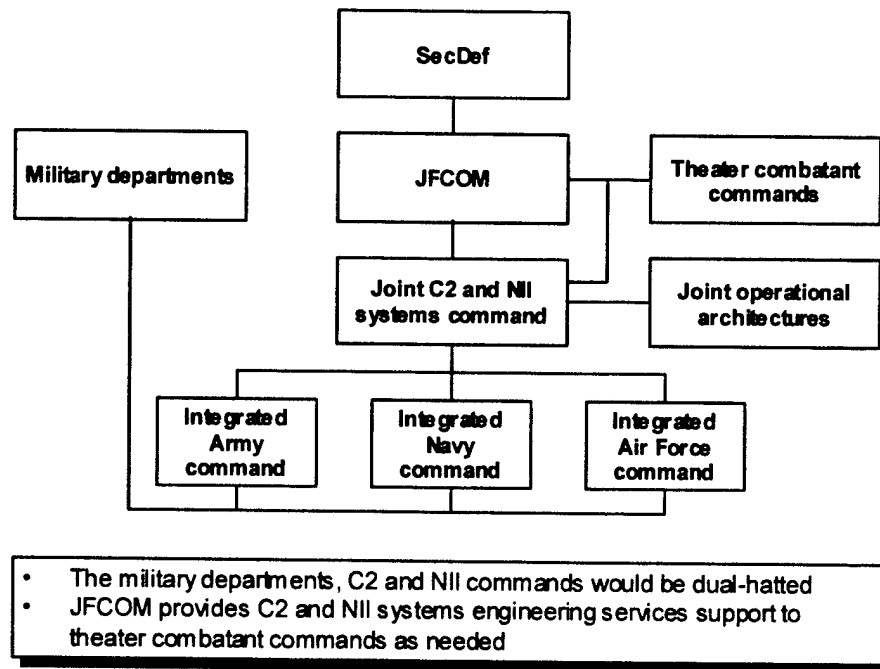 SecDef
Military departments
JFCOM
Theater combatant
commands
Joint C2 and NII
systems command
Joint operational
architectures
Integrated
Army
command
Integrated
Navy
command
Integrated
Air Force
command
• The military departments, C2 and NII commands would be dual-hatted
• JFCOM provides C2 and NII systems engineering services support to
theater combatant commands as needed